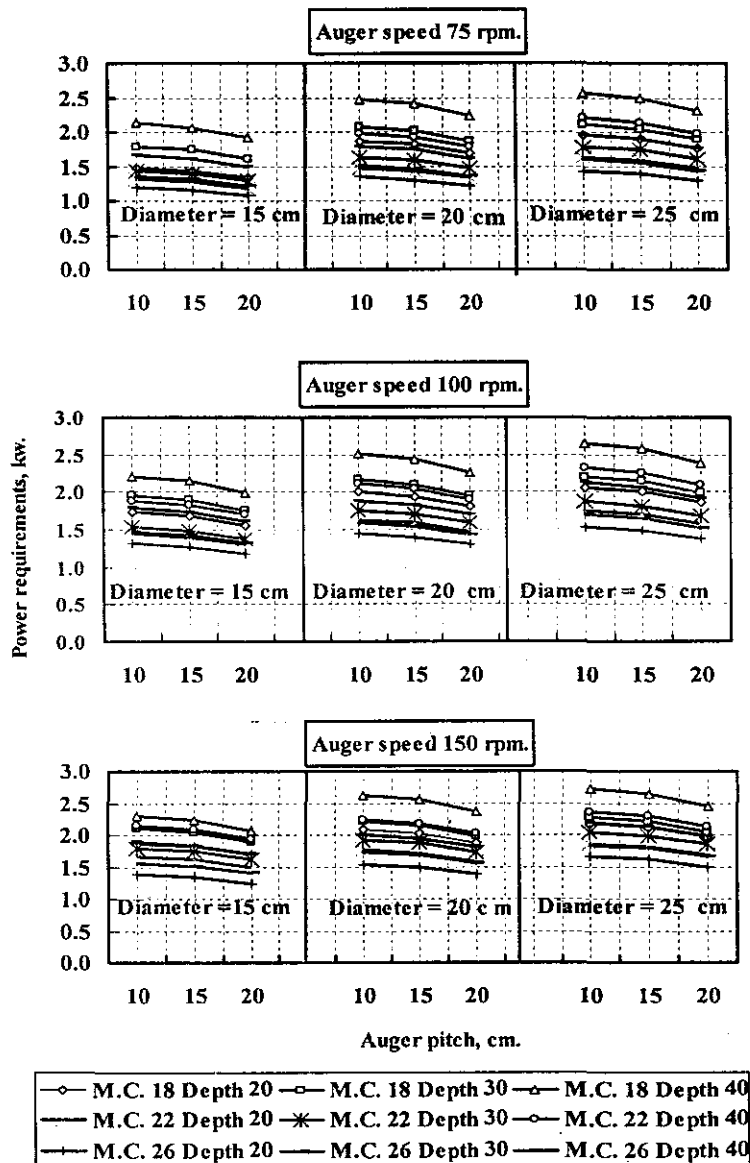 Auger speed 75 rpm.
3.0
2.5
2.0
1.5
1.0
0.5
0.0
Diameter = 15 cm
Diameter = 20 cm
Diameter = 25 cm
10 15 20 10 15 20 10 15 20
Auger speed 100 rpm.
Power requirements, kw.
3.0
2.5
2.0
1.5
1.0
0.5
0.0
Diameter = 15 cm
Diameter = 20 cm
Diameter = 25 cm
10 15 20 10 15 20 10 15 20
Auger speed 150 rpm.
3.0
2.5
2.0
1.5
1.0
0.5
0.0
Diameter =15 cm
Diameter = 20 c m
Diameter = 25 cm
10 15 20 10 15 20 10 15 20
Auger pitch, cm.
M.C. 18 Depth 20 M.C. 18 Depth 30 M.C. 18 Depth 40
M.C. 22 Depth 20 M.C. 22 Depth 30 M.C. 22 Depth 40
M.C. 26 Depth 20 M.C. 26 Depth 30 M.C. 26 Depth 40